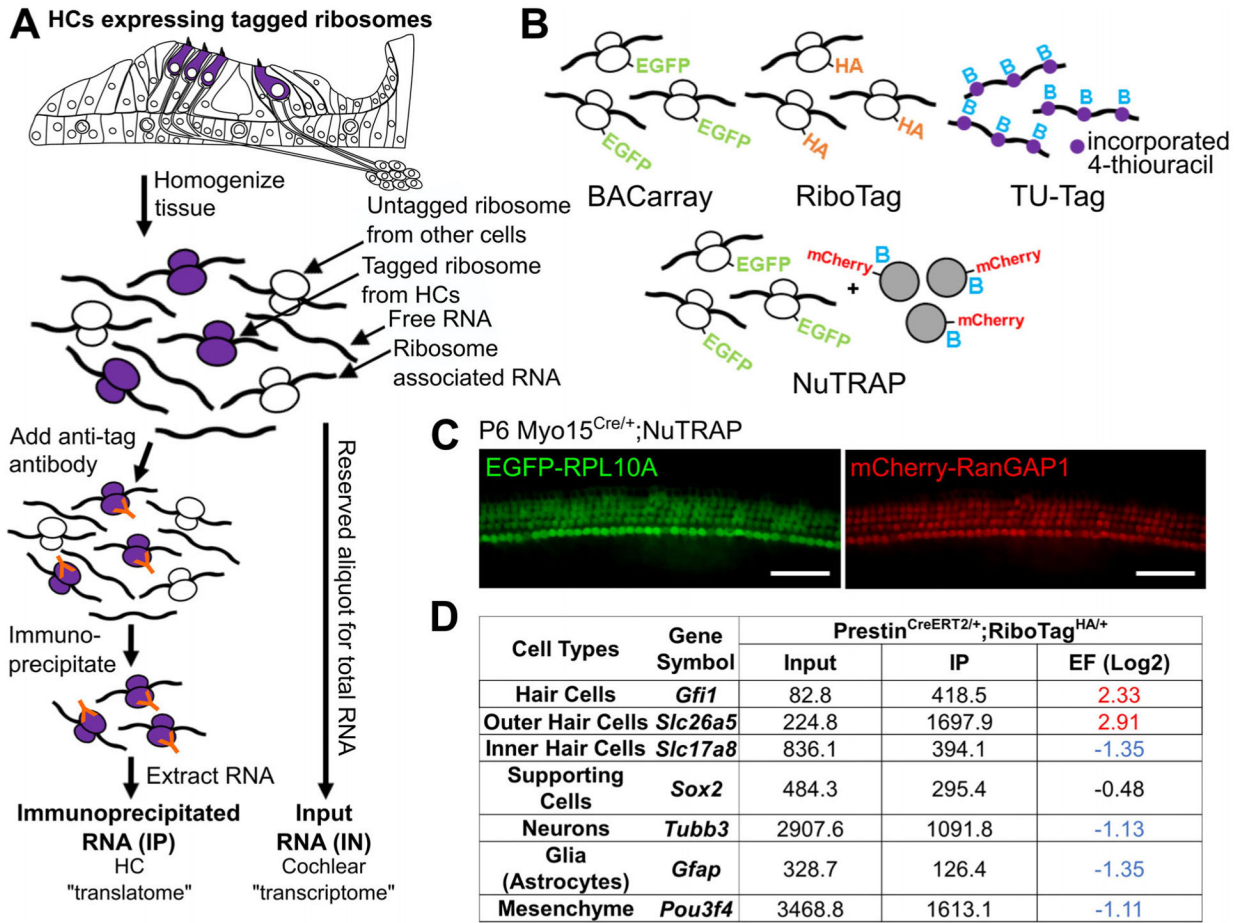 A HCs expressing tagged ribosomes
Homogenize
tissue
Untagged ribosome
from other cells
Tagged ribosome
from HCs
Free RNA
Ribosome
associated RNA
Add anti-tag
antibody
Reserved aliquot for total RNA
Immuno-
precipitate
Extract RNA
Immunoprecipitated
RNA (IP)
HC
"translatome"
Input
RNA (IN)
Cochlear
"transcriptome"
B
EGFP
EGFP
EGFP
BACarray
HA
HA
HA
RiboTag
B B B
B B B
B B B
incorporated
4-thiouracil
TU-Tag
EGFP
EGFP
EGFP
+
mCherry B
mCherry B
mCherry B
NuTRAP
C P6 Myo15Cre/+;NuTRAP
EGFP-RPL10A
mCherry-RanGAP1
D
Cell Types Gene Symbol PrestinCreERT2/+;RiboTagHA/+
Input IP EF (Log2)
Hair Cells Gfi1 82.8 418.5 2.33
Outer Hair Cells Slc26a5 224.8 1697.9 2.91
Inner Hair Cells Slc17a8 836.1 394.1 -1.35
Supporting Cells Sox2 484.3 295.4 -0.48
Neurons Tubb3 2907.6 1091.8 -1.13
Glia (Astrocytes) Gfap 328.7 126.4 -1.35
Mesenchyme Pou3f4 3468.8 1613.1 -1.11